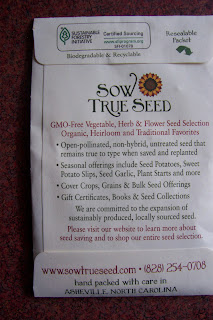 SUSTAINABLE FORESTRY INITIATIVE
Certified Sourcing
www.sfiprogram.org
Resealable Packet
Biodegradable & Recyclable
SOW TRUE SEED
GMO-Free Vegetable, Herb & Flower Seed Selection
Organic, Heirloom and Traditional Favorites
• Open-pollinated, non-hybrid, untreated seed that
remains true to type when saved and replanted
• Seasonal offerings include Seed Potatoes, Sweet
Potato Slips, Seed Garlic, Plant Starts and more
• Cover Crops, Grains & Bulk Seed Offerings
• Gift Certificates, Books & Seed Collections
We are committed to the expansion of
sustainably produced, locally sourced seed.
Please visit our website to learn more about
seed saving and to shop our entire seed selection.
www.sowtrueseed.com • (828) 254-0708
hand packed with care in
ASHEVILLE, NORTH CAROLINA